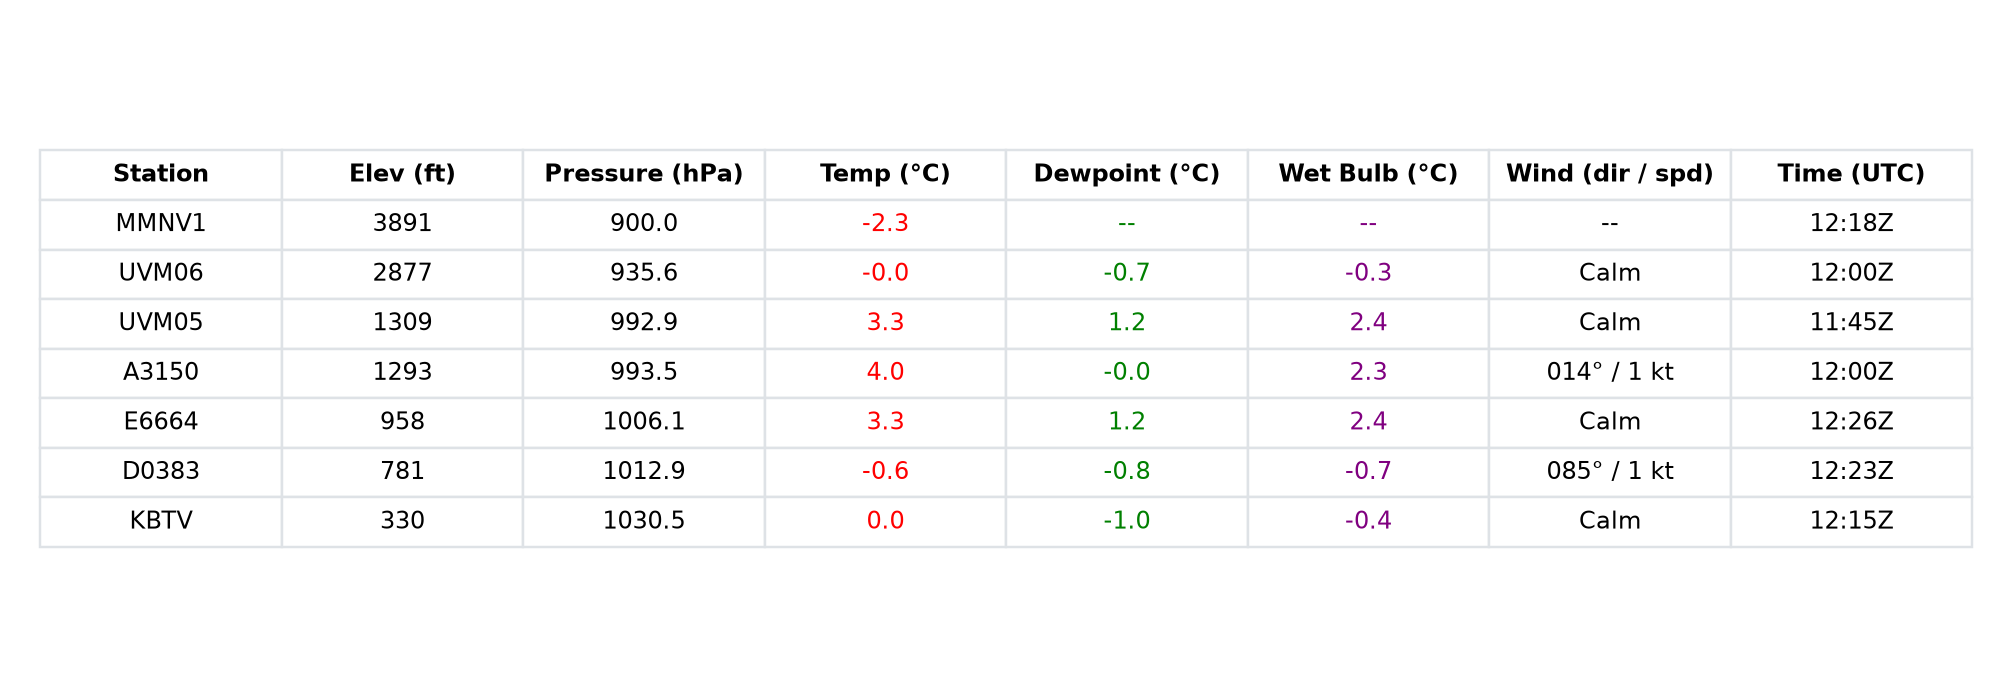 Station Elev (ft) Pressure (hPa) Temp (°C) Dewpoint (°C) Wet Bulb (°C) Wind (dir / spd) Time (UTC)
MMNV1 3891 900.0 -2.3 -- -- -- 12:18Z
UVM06 2877 935.6 -0.0 -0.7 -0.3 Calm 12:00Z
UVM05 1309 992.9 3.3 1.2 2.4 Calm 11:45Z
A3150 1293 993.5 4.0 -0.0 2.3 014° / 1 kt 12:00Z
E6664 958 1006.1 3.3 1.2 2.4 Calm 12:26Z
D0383 781 1012.9 -0.6 -0.8 -0.7 085° / 1 kt 12:23Z
KBTV 330 1030.5 0.0 -1.0 -0.4 Calm 12:15Z